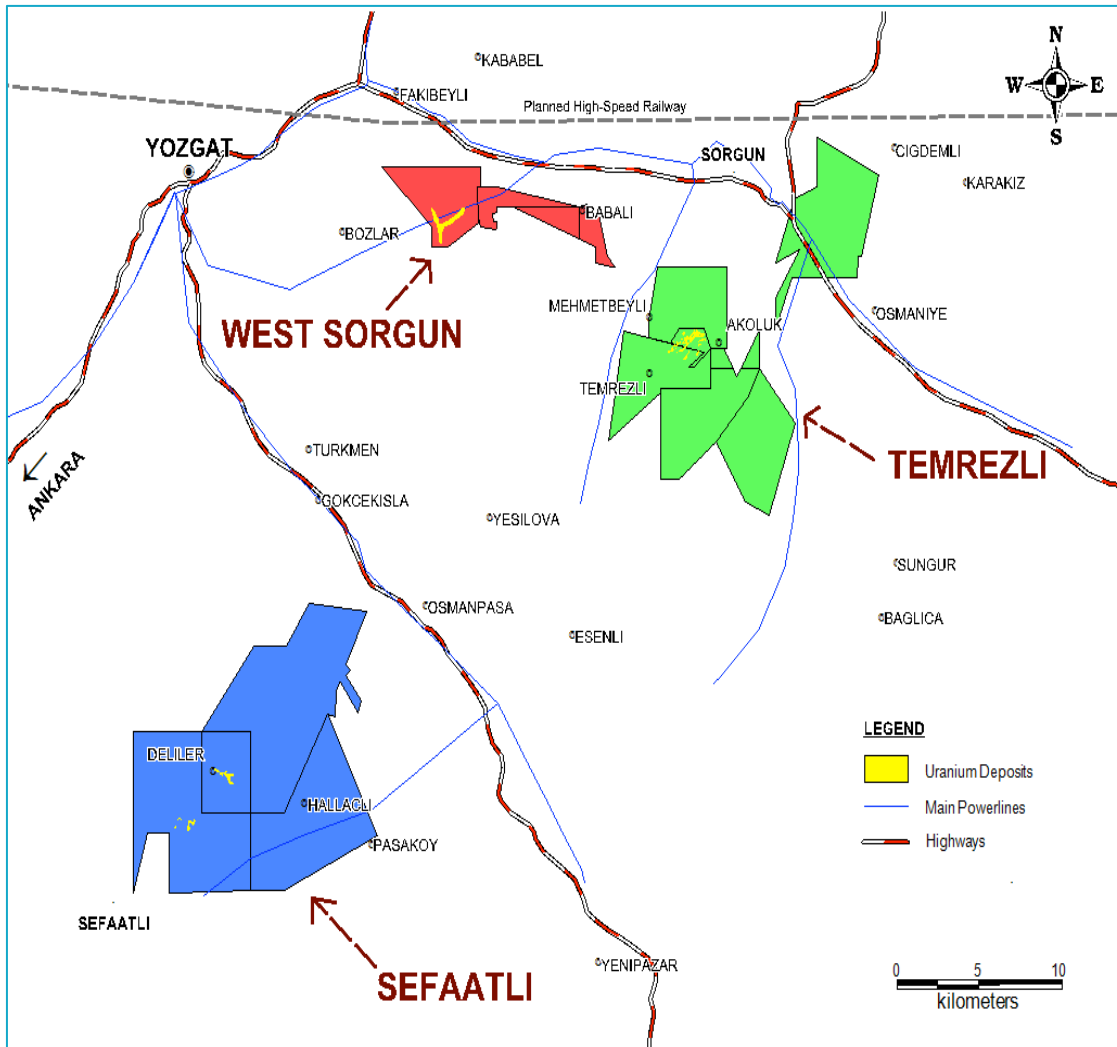 KABABEL
N
W
E
S
FAKIBEYLI
Planned High-Speed Railway
YOZGAT
SORGUN
CIGDEMLI
KARAKIZ
BABALI
BOZLAR
WEST SORGUN
MEHMETBEYLI
AKOLUK
OSMANIYE
TEMREZLI
TURKMEN
TEMREZLI
ANKARA
GOKCEKISLA
YESILOVA
SUNGUR
OSMANPASA
BAGLICA
ESENLI
LEGEND
DELILER
Uranium Deposits
HALLACLI
Main Powerlines
PASAKOY
Highways
SEFAATLI
YENIPAZAR
SEFAATLI
0 5 10
kilometers